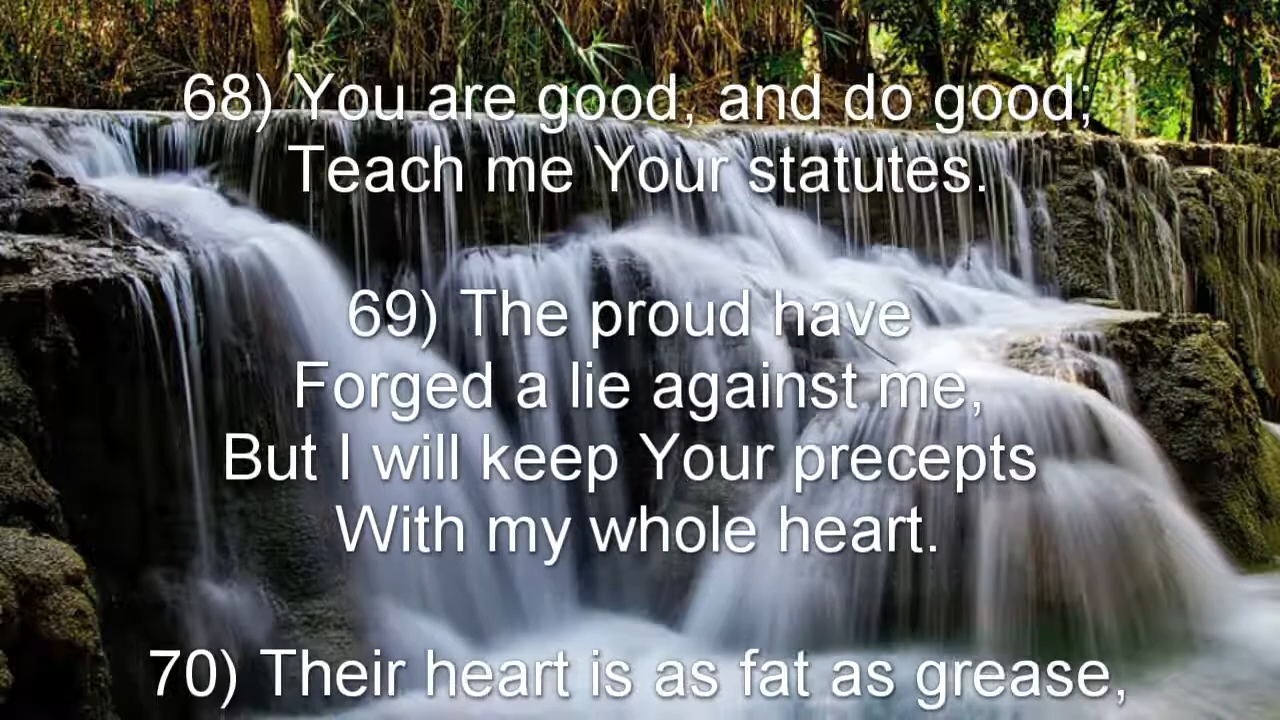 68) You are good, and do good;
Teach me Your statutes.
69) The proud have
Forged a lie against me,
But I will keep Your precepts
With my whole heart.
70) Their heart is as fat as grease,